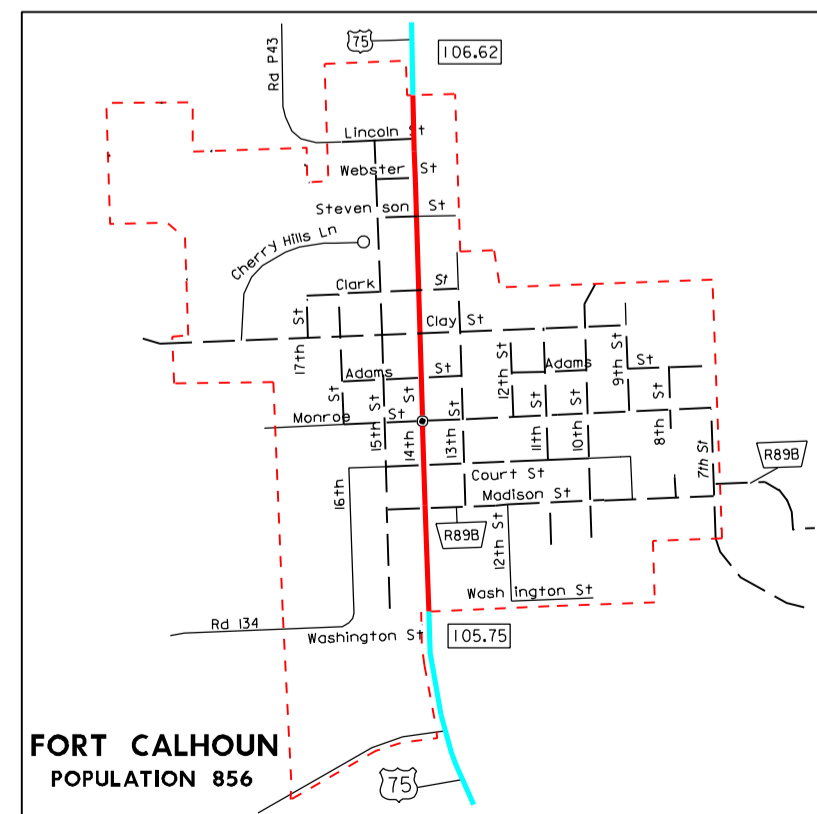 75
106.62
Rd P43
Lincoln St
Webster St
Stevenson St
Cherry Hills Ln
Clark St
Clay St
17th St
12th St
9th St
Adams St
Adams St
Monroe St
15th St
14th St
13th St
11th St
10th St
8th St
7th St
R89B
Court St
16th
Madison St
R89B
12th St
Washington St
Rd 134
Washington St
105.75
FORT CALHOUN
POPULATION 856
75